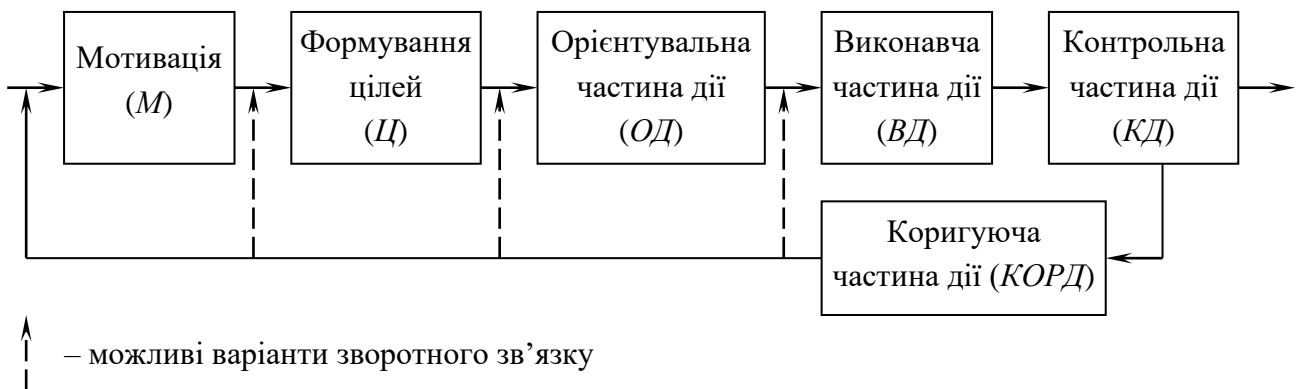 Мотивація
(М)
Формування
цілей
(Ц)
Орієнтувальна
частина дії
(ОД)
Виконавча
частина дії
(ВД)
Контрольна
частина дії
(КД)
Коригуюча
частина дії (КОРД)
– можливі варіанти зворотного зв’язку